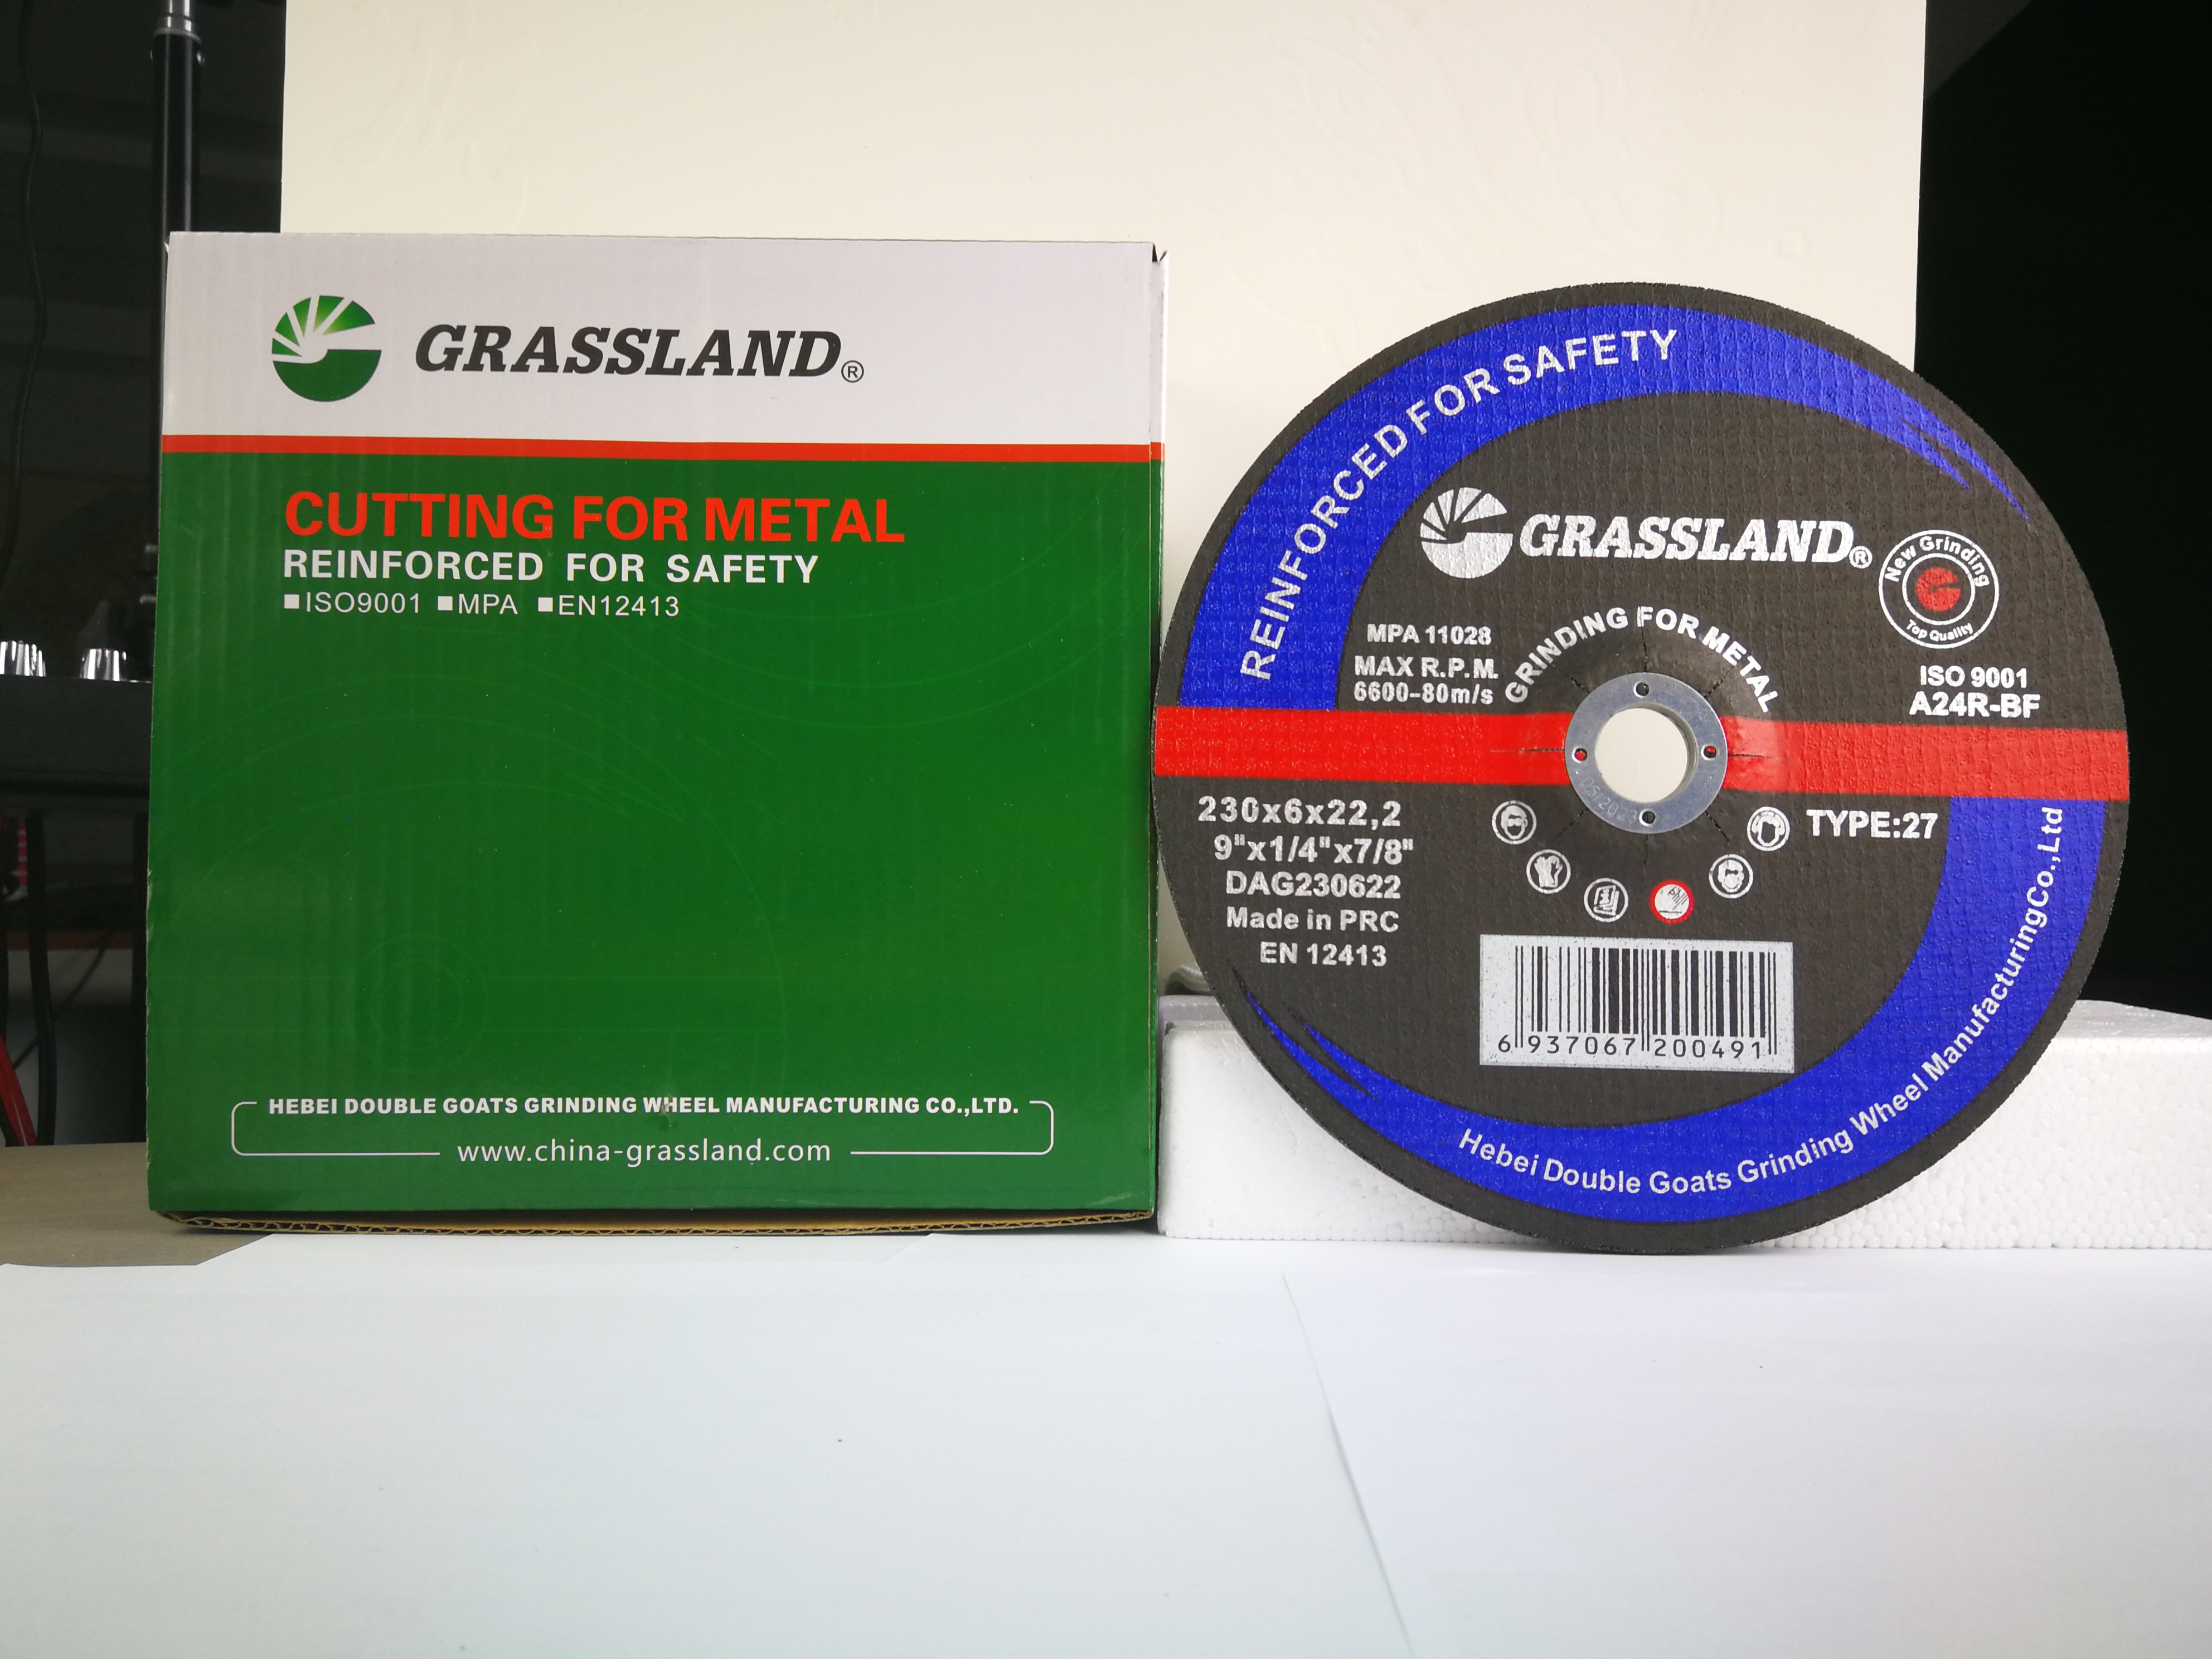 GRASSLAND®
CUTTING FOR METAL
REINFORCED FOR SAFETY
■ISO9001 ■MPA ■EN12413
HEBEI DOUBLE GOATS GRINDING WHEEL MANUFACTURING CO.,LTD.
www.china-grassland.com
REINFORCED FOR SAFETY
GRASSLAND®
New Grinding
Top Quality
GRINDING FOR METAL
MPA 11028
MAX R.P.M.
6600-80m/s
ISO 9001
A24R-BF
05/2023
230x6x22,2
9"x1/4"x7/8"
DAG230622
Made in PRC
EN 12413
TYPE:27
6 937067 200491
Hebei Double Goats Grinding Wheel ManufacturingCo.,Ltd